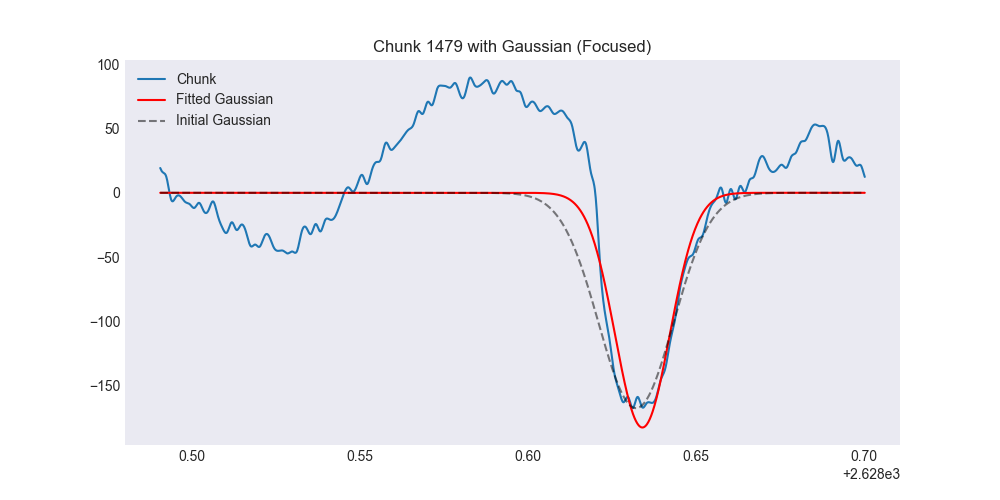 Chunk 1479 with Gaussian (Focused)
Chunk
Fitted Gaussian
Initial Gaussian
100
50
0
−50
−100
−150
0.50 0.55 0.60 0.65 0.70
+2.628e3